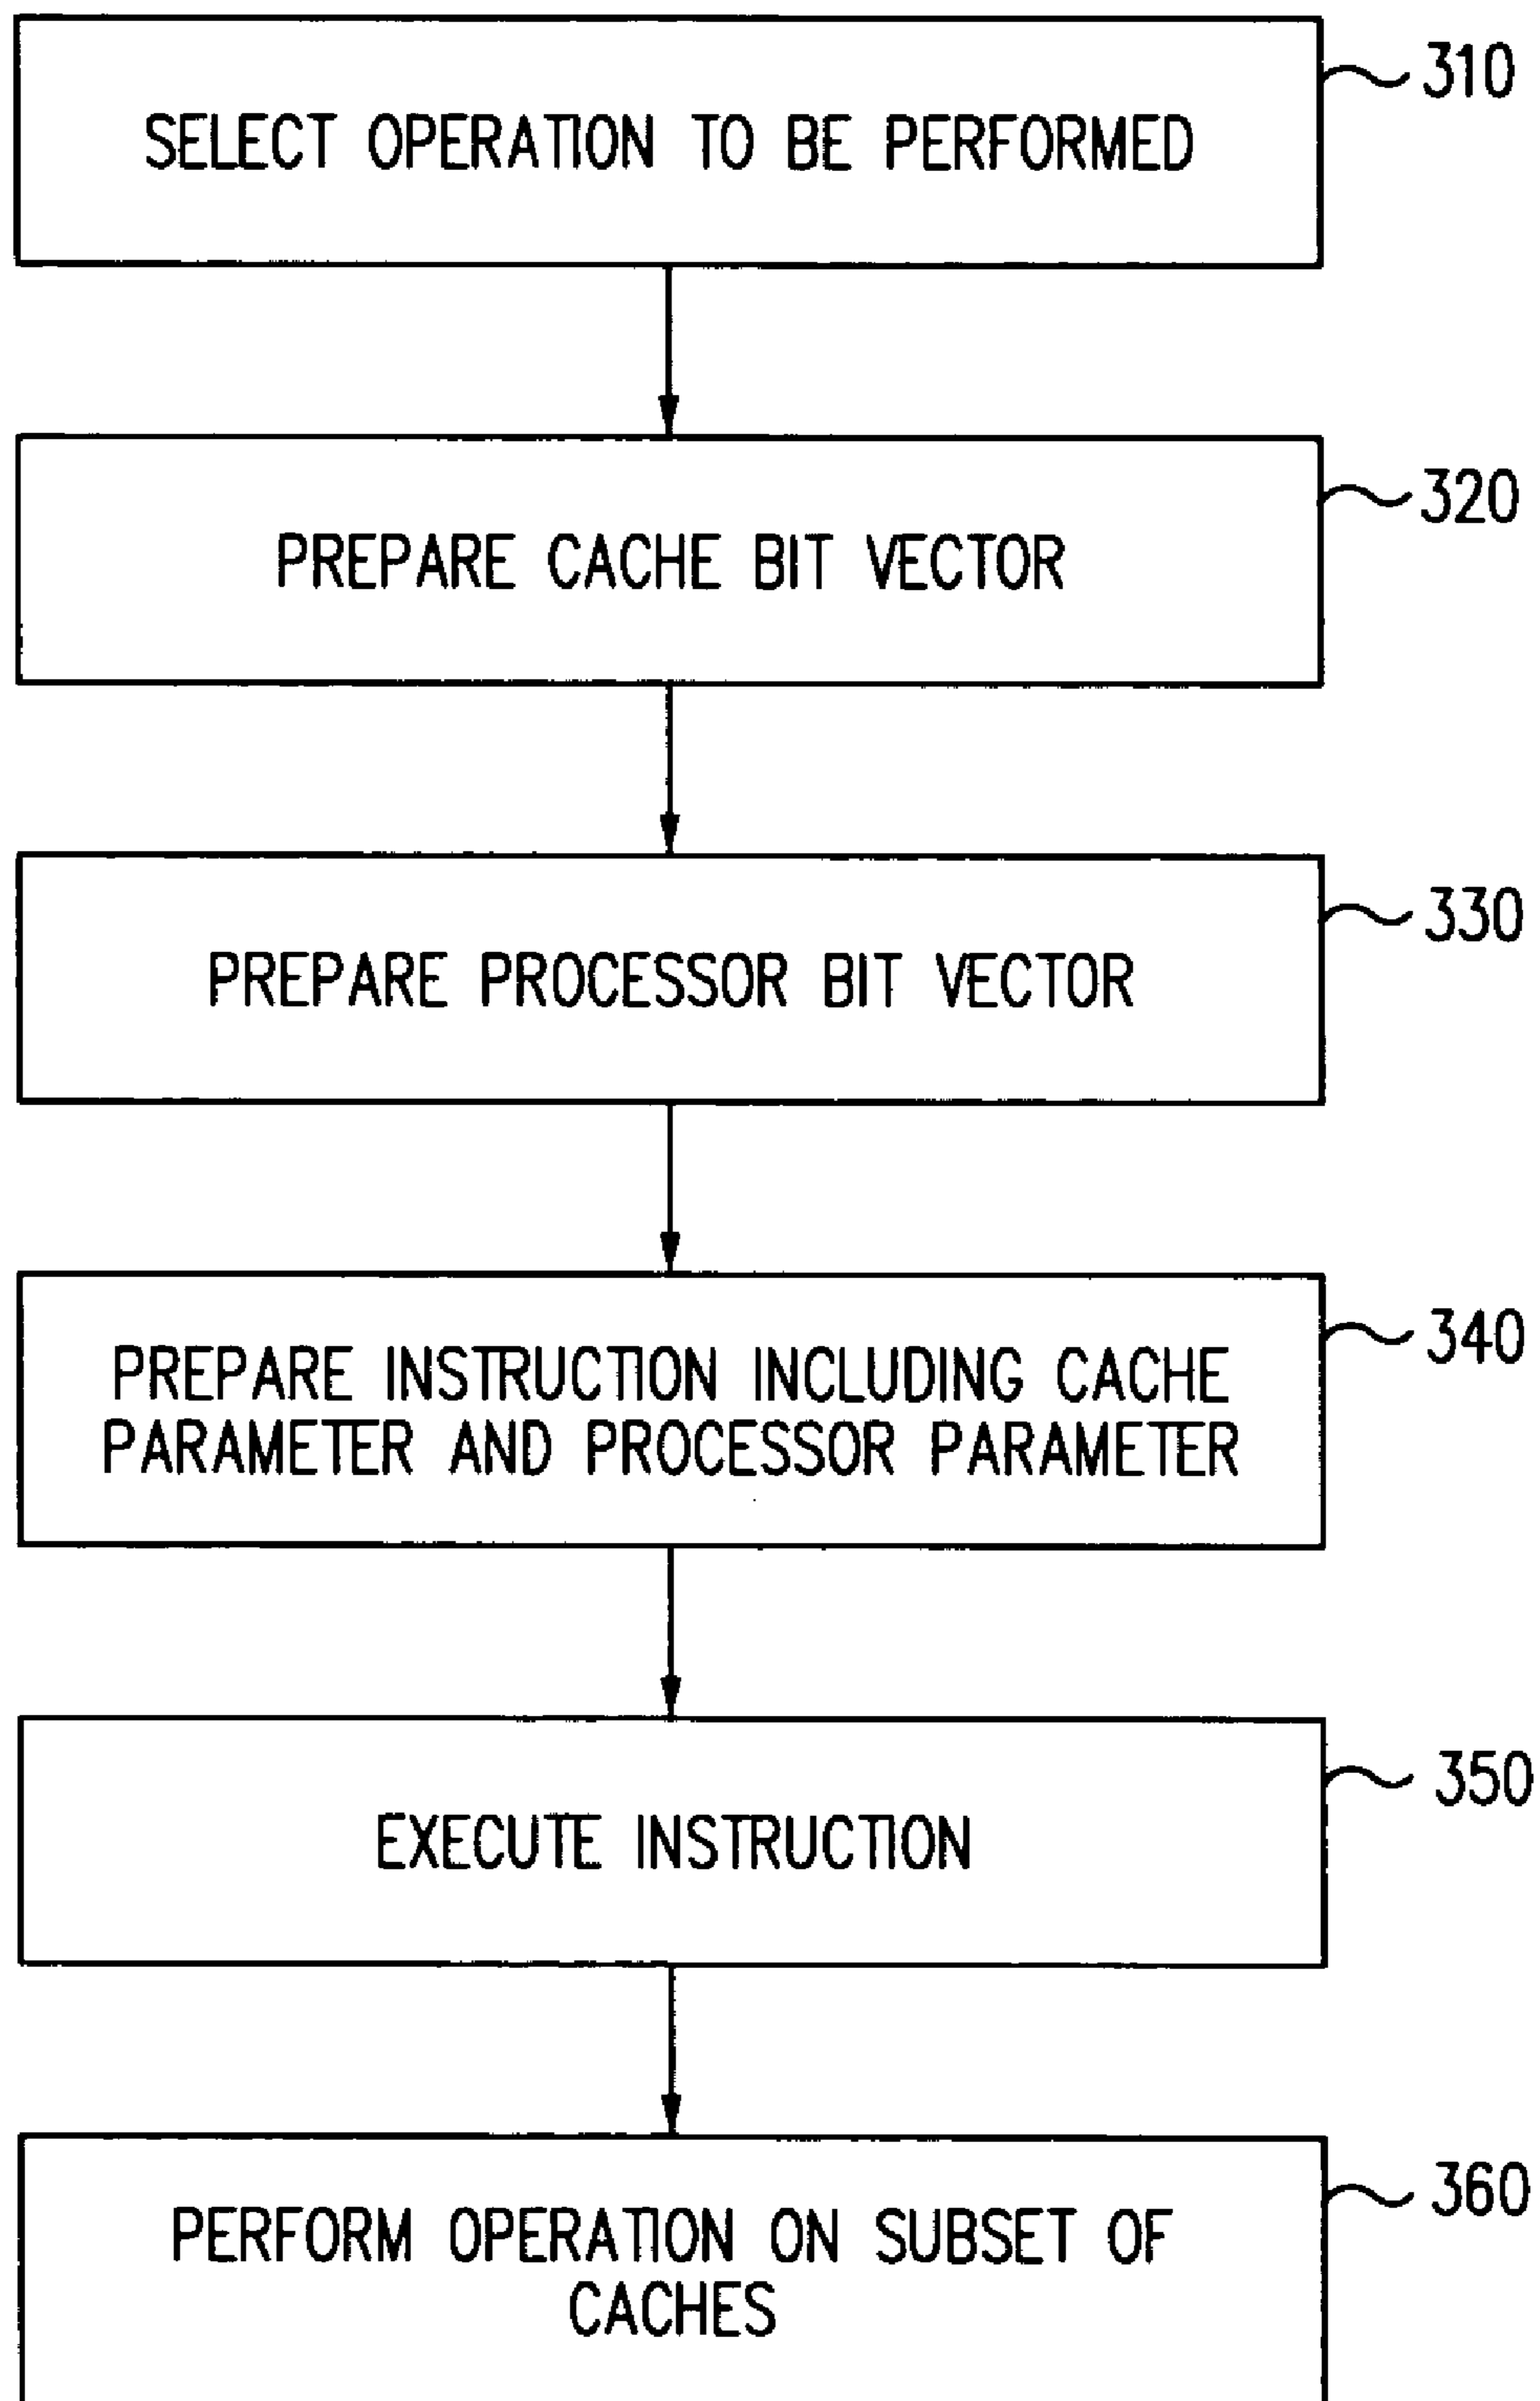 SELECT OPERATION TO BE PERFORMED
310
PREPARE CACHE BIT VECTOR
320
PREPARE PROCESSOR BIT VECTOR
330
PREPARE INSTRUCTION INCLUDING CACHE
PARAMETER AND PROCESSOR PARAMETER
340
EXECUTE INSTRUCTION
350
PERFORM OPERATION ON SUBSET OF
CACHES
360